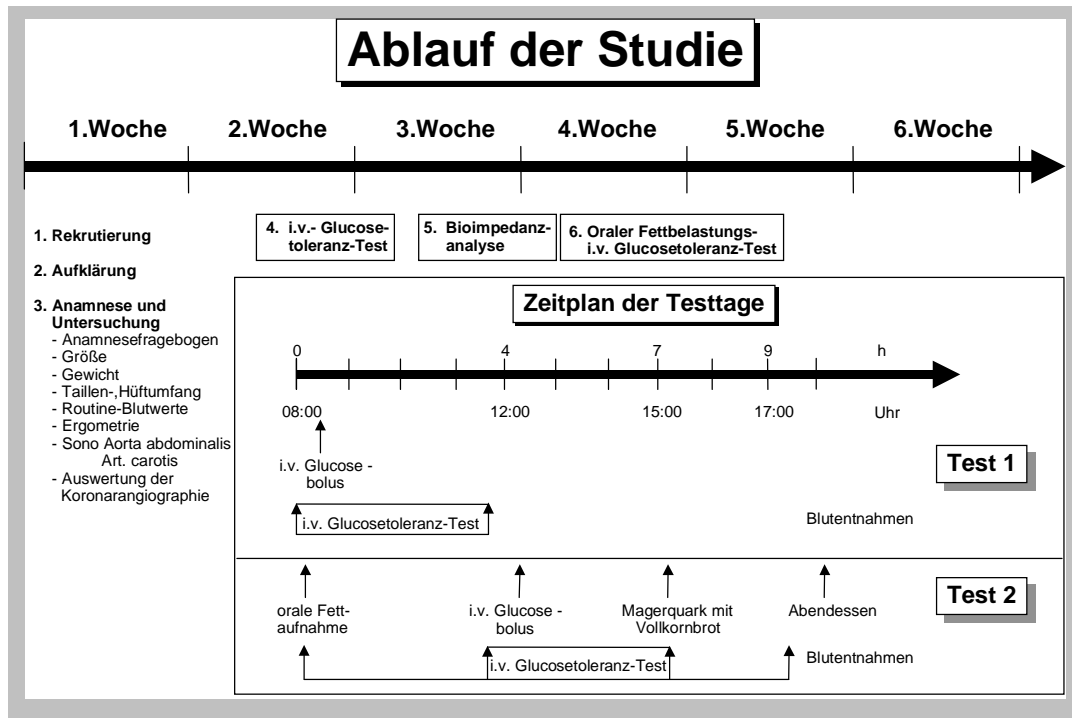 Ablauf der Studie
1.Woche 2.Woche 3.Woche 4.Woche 5.Woche 6.Woche
1. Rekrutierung
2. Aufklärung
3. Anamnese und
Untersuchung
- Anamnesefragebogen
- Größe
- Gewicht
- Taillen-,Hüftumfang
- Routine-Blutwerte
- Ergometrie
- Sono Aorta abdominalis
Art. carotis
- Auswertung der
Koronarangiographie
4. i.v.- Glucose-
toleranz-Test
5. Bioimpedanz-
analyse
6. Oraler Fettbelastungs-
i.v. Glucosetoleranz-Test
Zeitplan der Testtage
0 4 7 9 h
08:00 12:00 15:00 17:00 Uhr
i.v. Glucose -
bolus
Test 1
i.v. Glucosetoleranz-Test
Blutentnahmen
Test 2
orale Fett-
aufnahme
i.v. Glucose -
bolus
Magerquark mit
Vollkornbrot
Abendessen
i.v. Glucosetoleranz-Test
Blutentnahmen